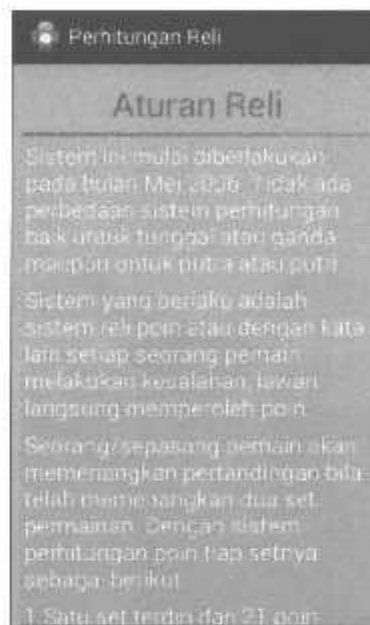 Perhitungan Reli
Aturan Reli
Sistem ini mulai diberlakukan
pada bulan Mei 2006. Tidak ada
perbedaan sistem perhitungan
baik untuk tunggal atau ganda
maupun untuk putra atau putri
Sistem yang berlaku adalah
sistem reli poin atau dengan kata
lain setiap seorang pemain
melakukan kesalahan, lawan
langsung memperoleh poin
Seorang/sepasang pemain akan
memenangkan pertandingan bila
telah memenangkan dua set
permainan. Dengan sistem
perhitungan poin tiap setnya
sebagai berikut
1.Satu set terdiri dari 21 poin